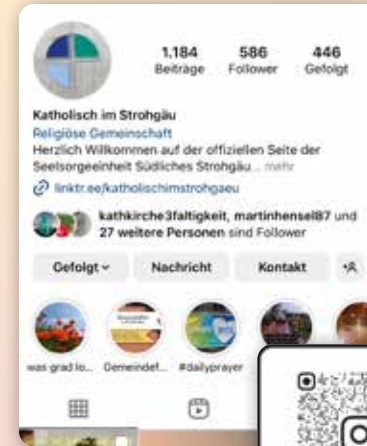 1,184 586 446
Beiträge Follower Gefolgt
Katholisch im Strohgäu
Religiöse Gemeinschaft
Herzlich Willkommen auf der offiziellen Seite der
Seelsorgeeinheit Südliches Strohgäu... mehr
linktr.ee/katholischimstrohgaeu
kathkirche3faltigkeit, martinhensel87 und
27 weitere Personen sind Follower
Gefolgt Nachricht Kontakt
was grad lo... Gemeindef... #dailyprayer